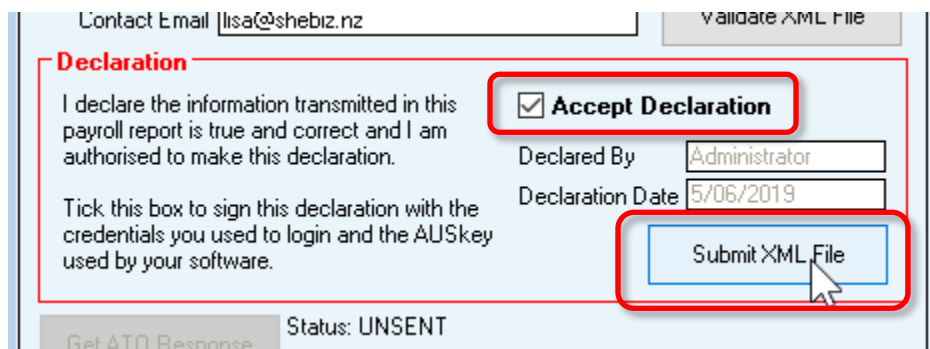 Contact Email lisa@shebiz.nz Validate XML File
Declaration
I declare the information transmitted in this
payroll report is true and correct and I am
authorised to make this declaration.
Tick this box to sign this declaration with the
credentials you used to login and the AUSkey
used by your software.
Accept Declaration
Declared By Administrator
Declaration Date 5/06/2019
Submit XML File
Get ATO Response
Status: UNSENT